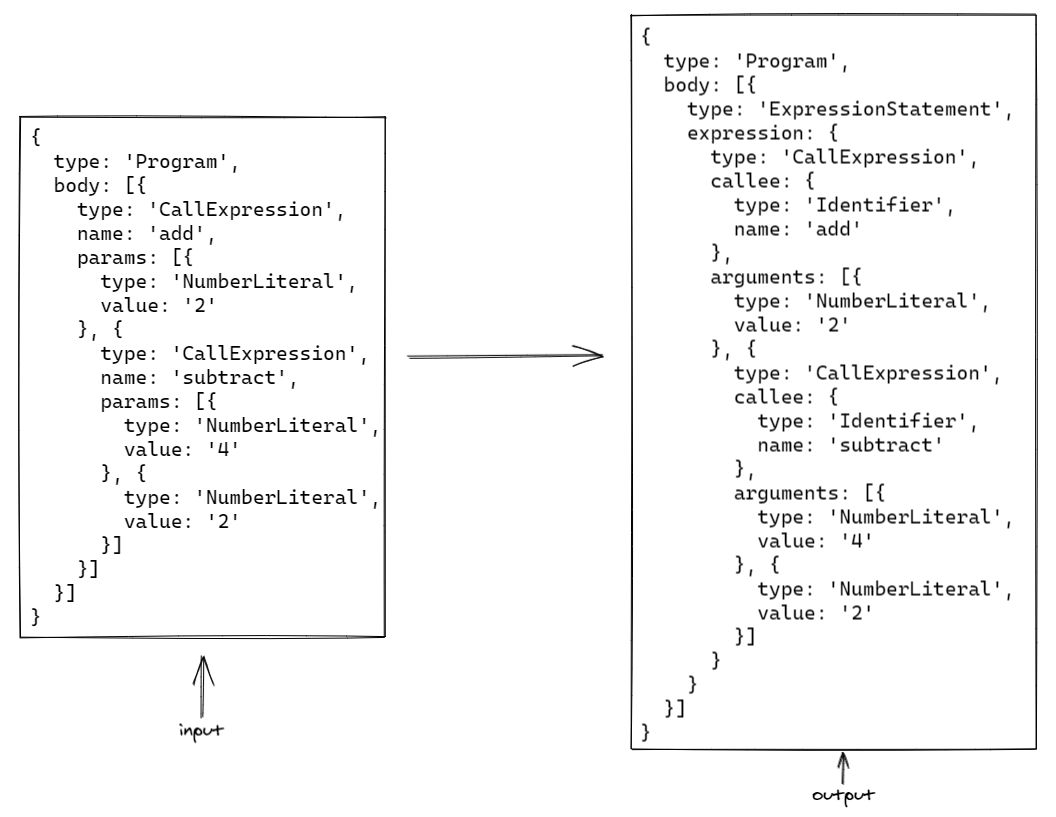 {
  type: 'Program',
  body: [{
    type: 'CallExpression',
    name: 'add',
    params: [{
      type: 'NumberLiteral',
      value: '2'
    }, {
      type: 'CallExpression',
      name: 'subtract',
      params: [{
        type: 'NumberLiteral',
        value: '4'
      }, {
        type: 'NumberLiteral',
        value: '2'
      }]
    }]
  }]
}
input
{
  type: 'Program',
  body: [{
    type: 'ExpressionStatement',
    expression: {
      type: 'CallExpression',
      callee: {
        type: 'Identifier',
        name: 'add'
      },
      arguments: [{
        type: 'NumberLiteral',
        value: '2'
      }, {
        type: 'CallExpression',
        callee: {
          type: 'Identifier',
          name: 'subtract'
        },
        arguments: [{
          type: 'NumberLiteral',
          value: '4'
        }, {
          type: 'NumberLiteral',
          value: '2'
        }]
      }
    }
  }]
}
output